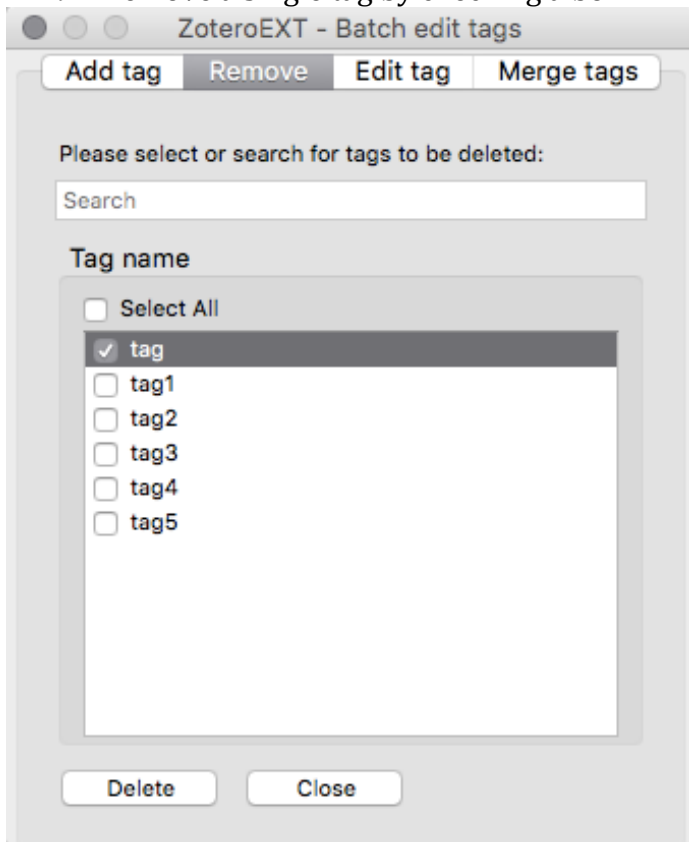 ZoteroEXT - Batch edit tags
Add tag Remove Edit tag Merge tags
Please select or search for tags to be deleted:
Search
Tag name
Select All
tag
tag1
tag2
tag3
tag4
tag5
Delete Close